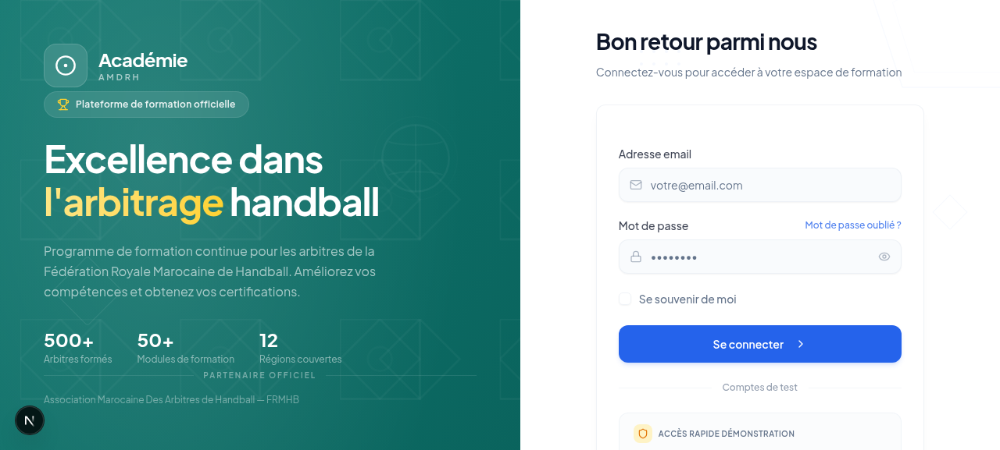 Académie
AMDRH
Plateforme de formation officielle
Excellence dans
l'arbitrage handball
Programme de formation continue pour les arbitres de la
Fédération Royale Marocaine de Handball. Améliorez vos
compétences et obtenez vos certifications.
500+
Arbitres formés
50+
Modules de formation
12
Régions couvertes
PARTENAIRE OFFICIEL
Association Marocaine Des Arbitres de Handball — FRMHB
N
Bon retour parmi nous
Connectez-vous pour accéder à votre espace de formation
Adresse email
votre@email.com
Mot de passe
Mot de passe oublié ?
••••••••
Se souvenir de moi
Se connecter
Comptes de test
ACCÈS RAPIDE DÉMONSTRATION